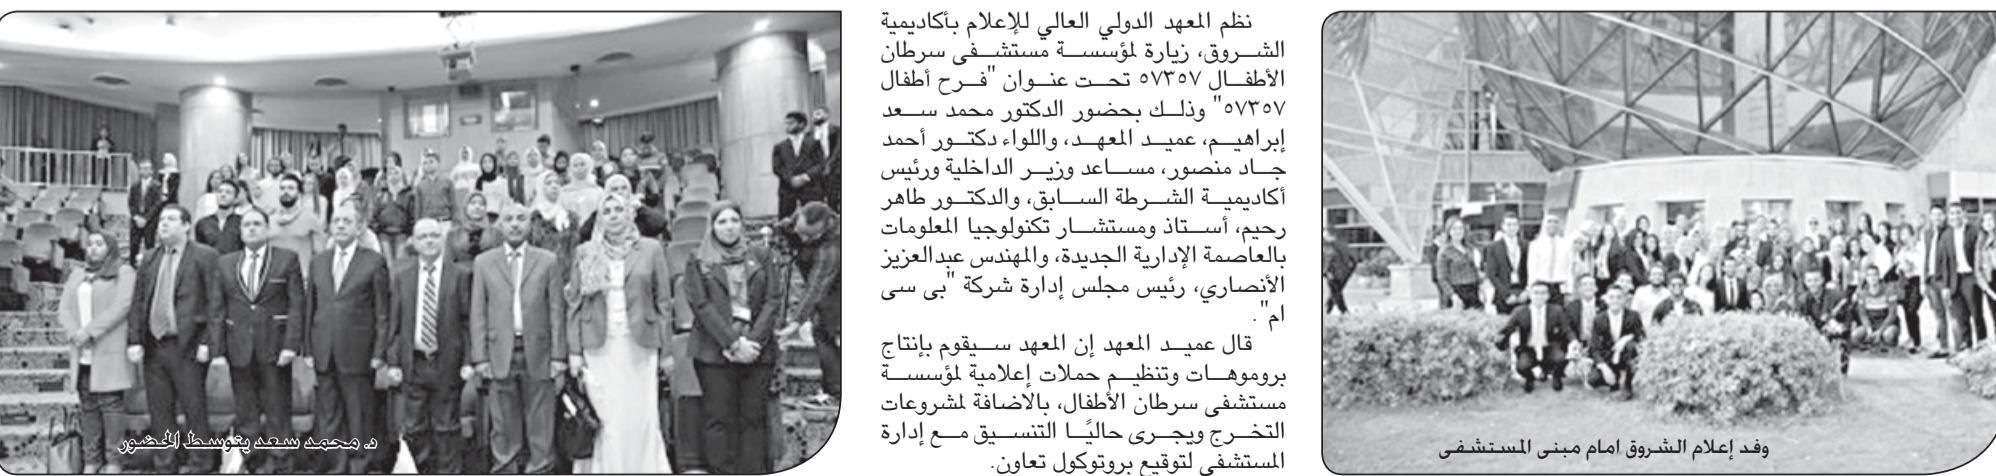 نظم المعهد الدولي العالي للإعلام بأكاديمية
الشروق، زيارة لمؤسسة مستشفى سرطان
الأطفال ٥٧٣٥٧ تحت عنوان "فرح أطفال
٥٧٣٥٧" وذلك بحضور الدكتور محمد سعد
إبراهيم، عميد المعهد، واللواء دكتور أحمد
جاد منصور، مساعد وزير الداخلية ورئيس
أكاديمية الشرطة السابق، والدكتور طاهر
رحيم، أستاذ ومستشار تكنولوجيا المعلومات
بالعاصمة الإدارية الجديدة، والمهندس عبدالعزيز
الأنصاري، رئيس مجلس إدارة شركة "بى سى
ام".
قال عميد المعهد إن المعهد سيقوم بإنتاج
بروموهات وتنظيم حملات إعلامية لمؤسسة
مستشفى سرطان الأطفال، بالاضافة لمشروعات
التخرج ويجرى حاليًا التنسيق مع إدارة
المستشفى لتوقيع بروتوكول تعاون.
وفد إعلام الشروق امام مبنى المستشفى
د. محمد سعد يتوسط الحضور